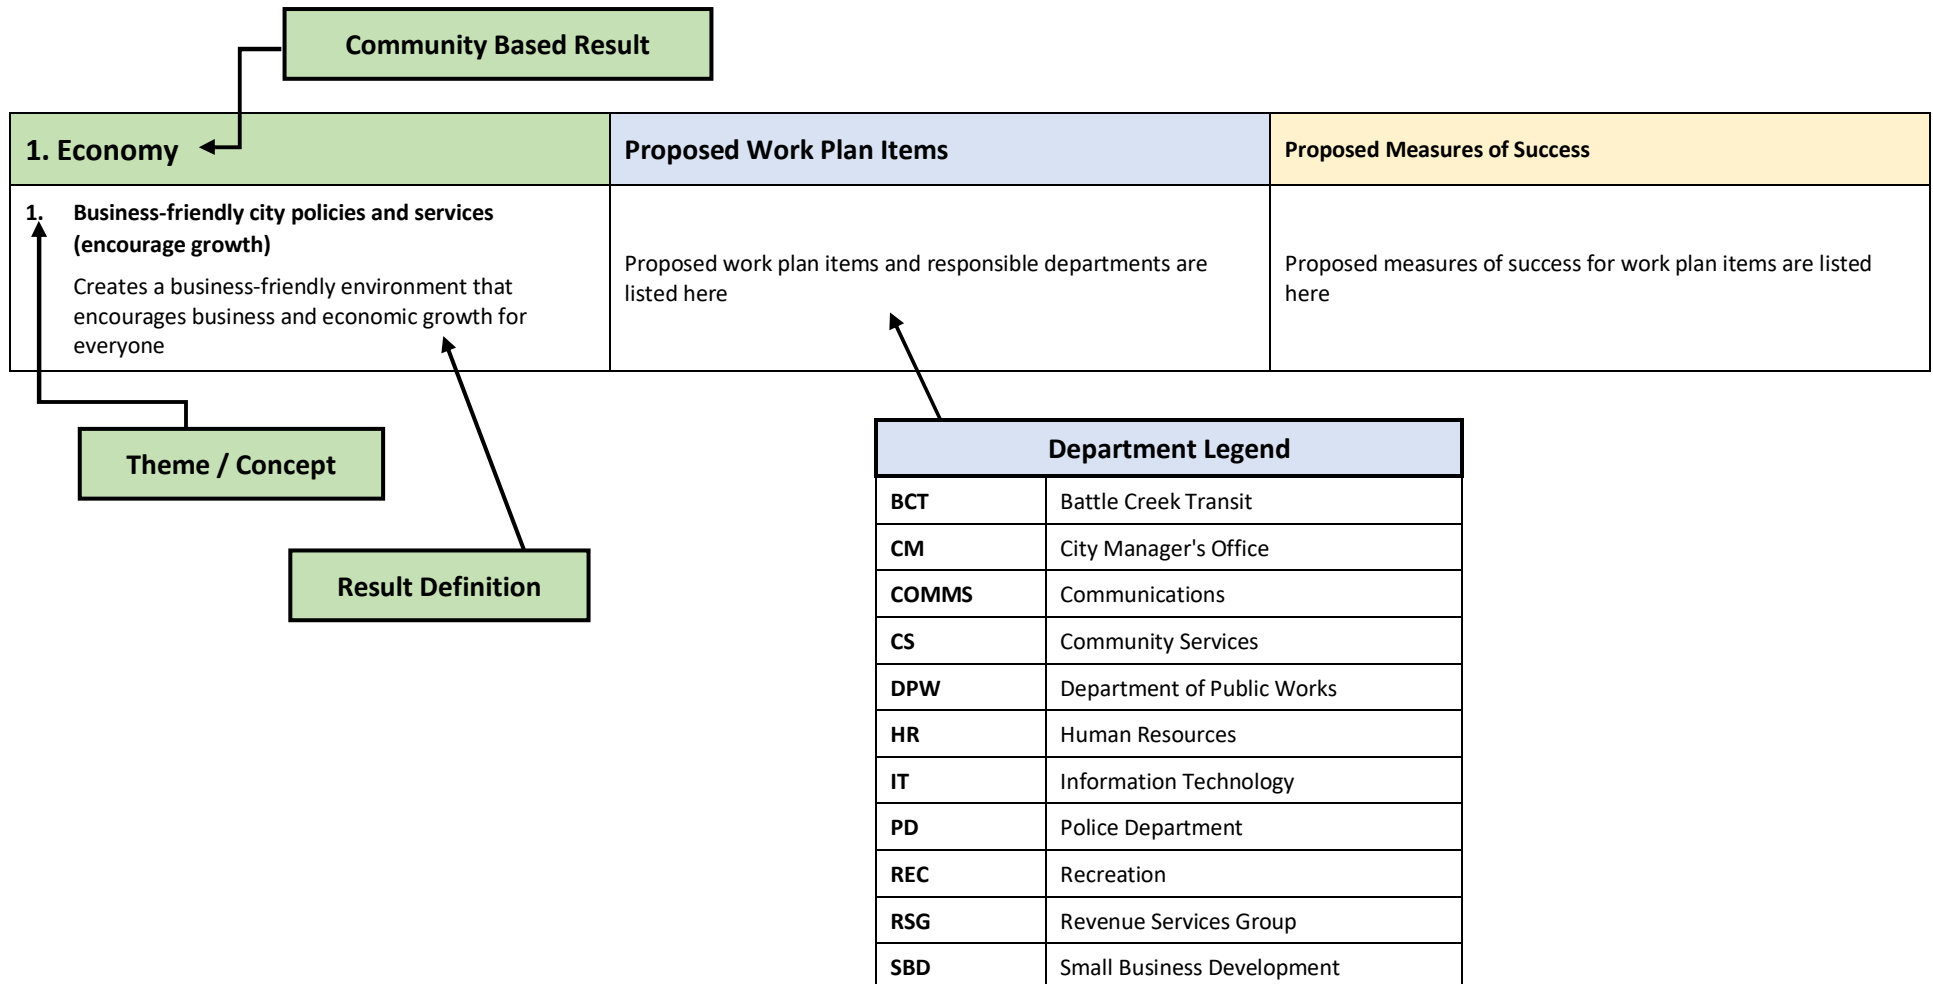 Community Based Result
1. Economy
Proposed Work Plan Items
Proposed Measures of Success
1. Business-friendly city policies and services
(encourage growth)
Creates a business-friendly environment that
encourages business and economic growth for
everyone
Proposed work plan items and responsible departments are
listed here
Proposed measures of success for work plan items are listed
here
Theme / Concept
Result Definition
Department Legend
BCT Battle Creek Transit
CM City Manager's Office
COMMS Communications
CS Community Services
DPW Department of Public Works
HR Human Resources
IT Information Technology
PD Police Department
REC Recreation
RSG Revenue Services Group
SBD Small Business Development